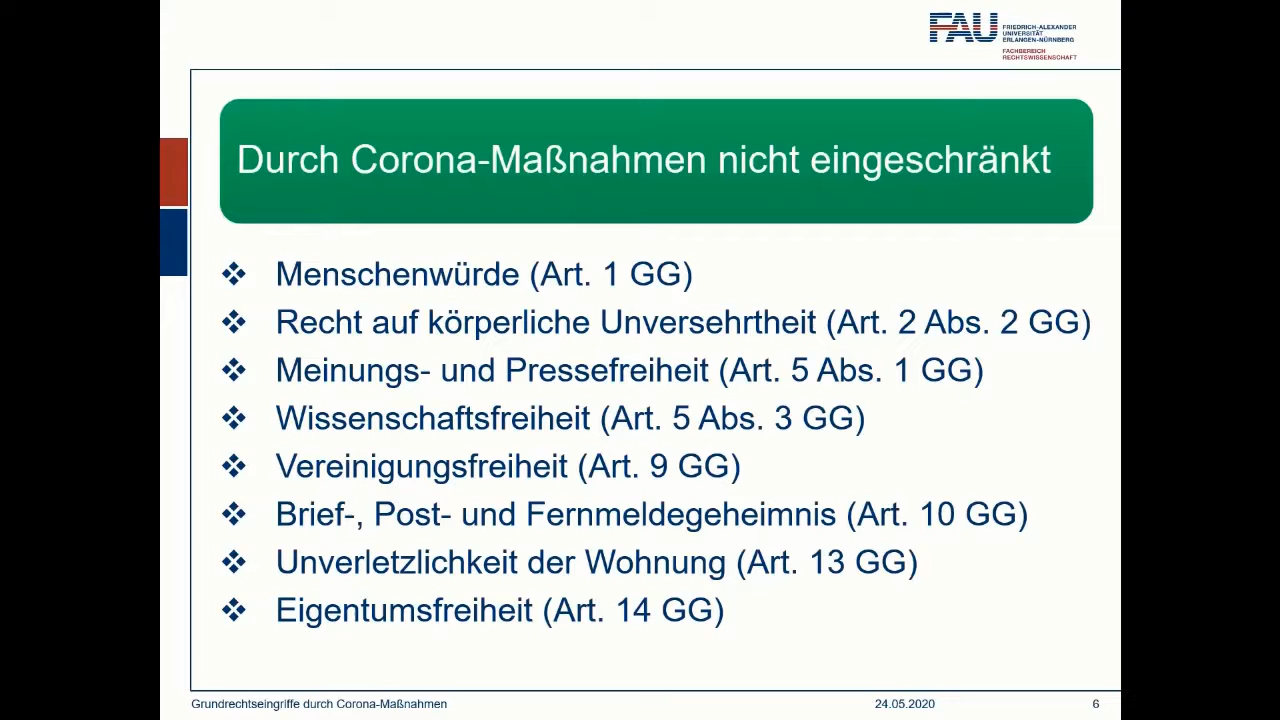 FAU
FRIEDRICH-ALEXANDER
UNIVERSITÄT
ERLANGEN-NÜRNBERG
FACHBEREICH
RECHTSWISSENSCHAFT
Durch Corona-Maßnahmen nicht eingeschränkt
❖ Menschenwürde (Art. 1 GG)
❖ Recht auf körperliche Unversehrtheit (Art. 2 Abs. 2 GG)
❖ Meinungs- und Pressefreiheit (Art. 5 Abs. 1 GG)
❖ Wissenschaftsfreiheit (Art. 5 Abs. 3 GG)
❖ Vereinigungsfreiheit (Art. 9 GG)
❖ Brief-, Post- und Fernmeldegeheimnis (Art. 10 GG)
❖ Unverletzlichkeit der Wohnung (Art. 13 GG)
❖ Eigentumsfreiheit (Art. 14 GG)
Grundrechtseingriffe durch Corona-Maßnahmen 24.05.2020 6